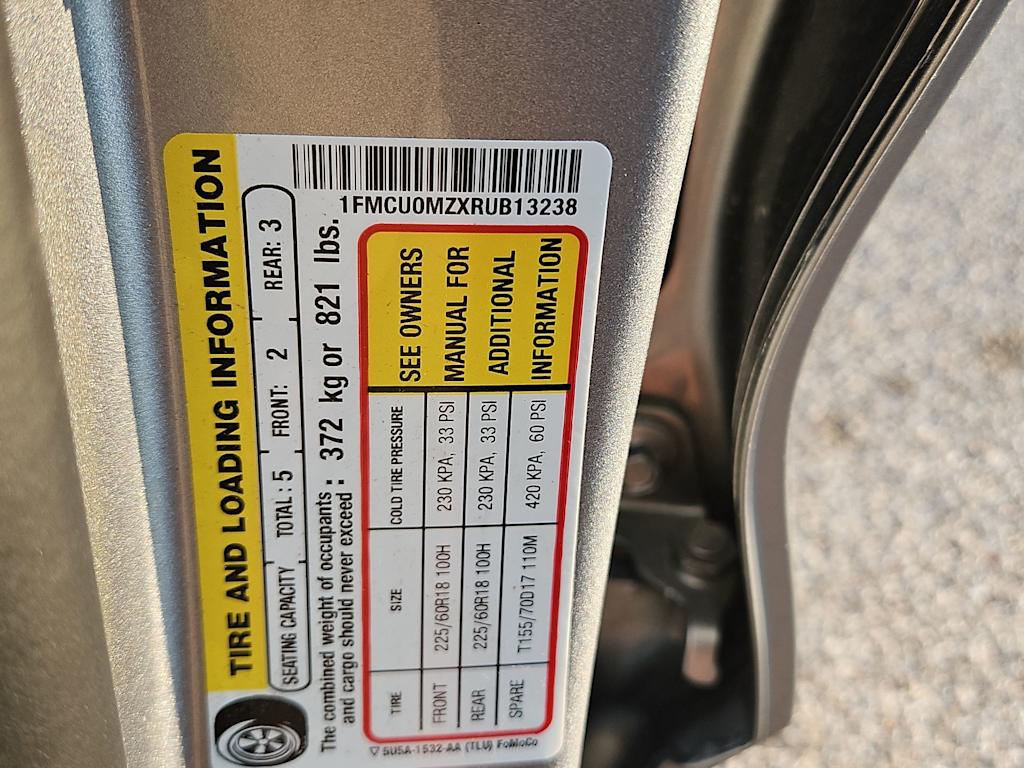 TIRE AND LOADING INFORMATION
SEATING CAPACITY TOTAL : 5 FRONT: 2 REAR: 3
The combined weight of occupants : 372 kg or 821 lbs.
and cargo should never exceed :
TIRE SIZE COLD TIRE PRESSURE
FRONT 225/60R18 100H 230 KPA, 33 PSI
REAR 225/60R18 100H 230 KPA, 33 PSI
SPARE T155/70D17 110M 420 KPA, 60 PSI
SEE OWNERS
MANUAL FOR
ADDITIONAL
INFORMATION
5U5A-1532-AA (TLU) FoMoCo
1FMCU0MZXRUB13238